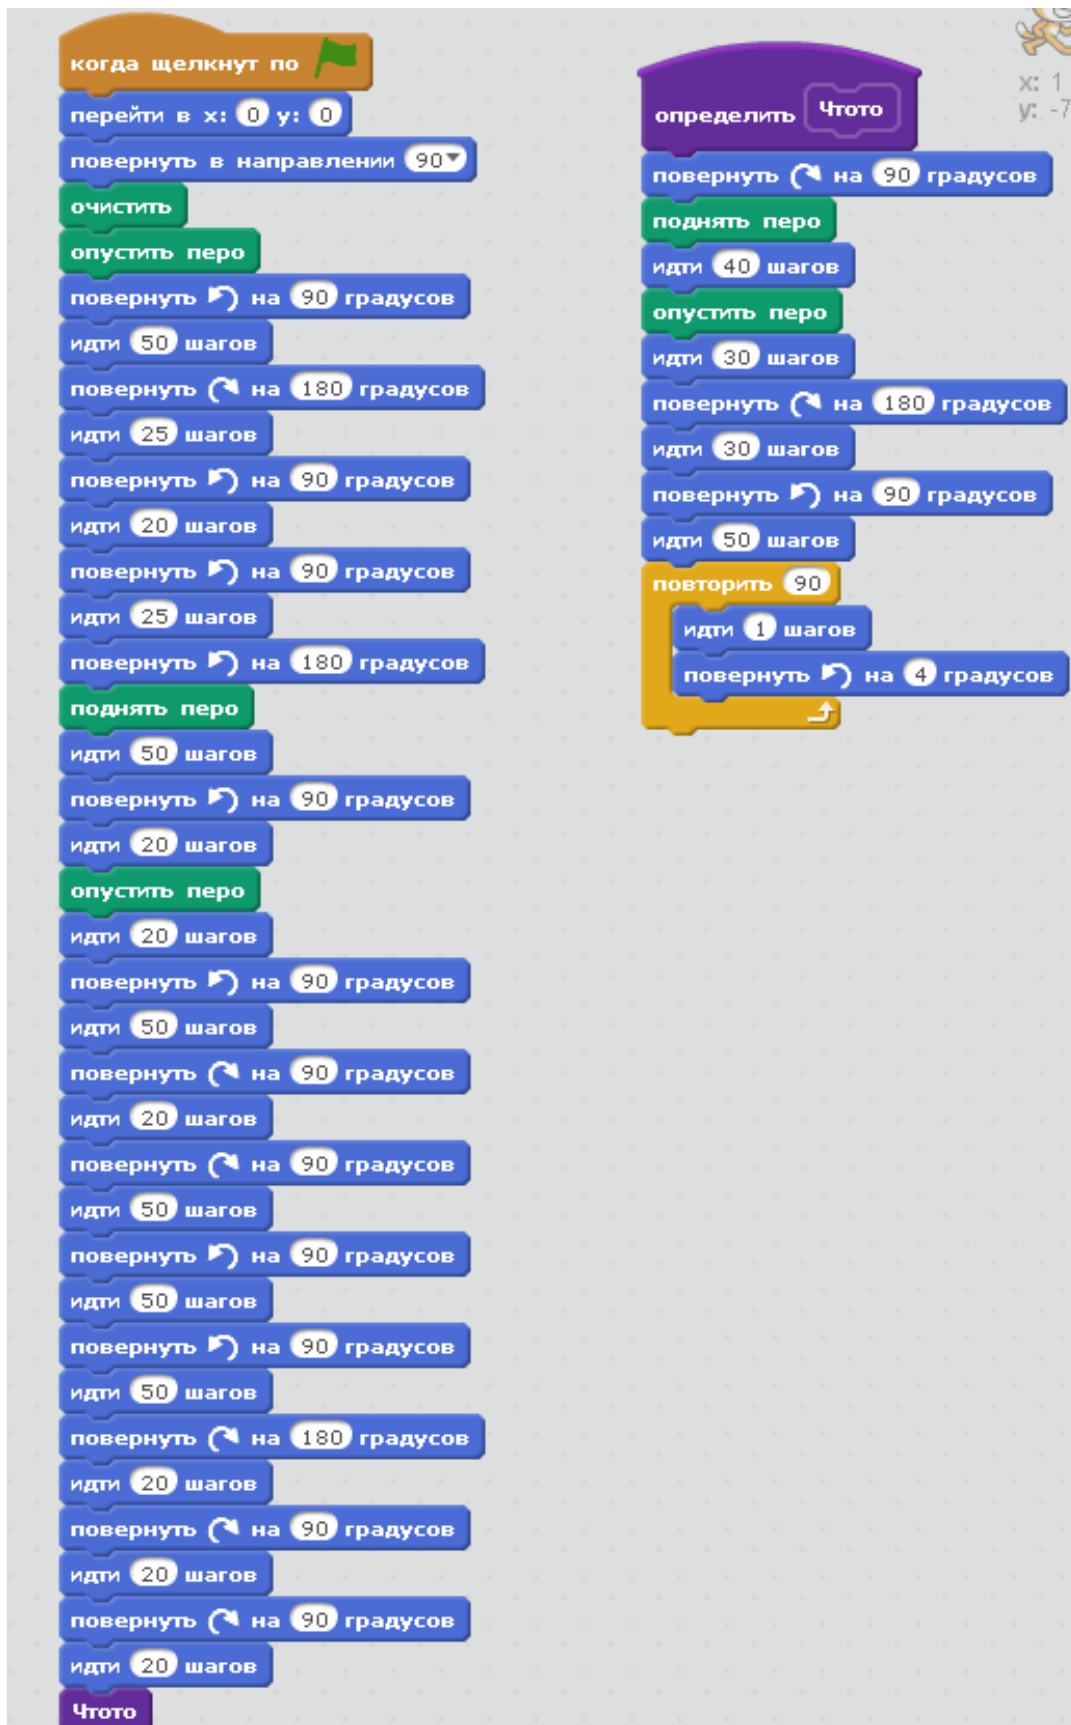 когда щелкнут по
перейти в x: 0 y: 0
повернуть в направлении 90
очистить
опустить перо
повернуть на 90 градусов
идти 50 шагов
повернуть на 180 градусов
идти 25 шагов
повернуть на 90 градусов
идти 20 шагов
повернуть на 90 градусов
идти 25 шагов
повернуть на 180 градусов
поднять перо
идти 50 шагов
повернуть на 90 градусов
идти 20 шагов
опустить перо
идти 20 шагов
повернуть на 90 градусов
идти 50 шагов
повернуть на 90 градусов
идти 20 шагов
повернуть на 90 градусов
идти 50 шагов
повернуть на 90 градусов
идти 50 шагов
повернуть на 90 градусов
идти 50 шагов
повернуть на 180 градусов
идти 20 шагов
повернуть на 90 градусов
идти 20 шагов
повернуть на 90 градусов
идти 20 шагов
Чтото
определить Чтото
повернуть на 90 градусов
поднять перо
идти 40 шагов
опустить перо
идти 30 шагов
повернуть на 180 градусов
идти 30 шагов
повернуть на 90 градусов
идти 50 шагов
повторить 90
идти 1 шагов
повернуть на 4 градусов
x: 1
y: -7